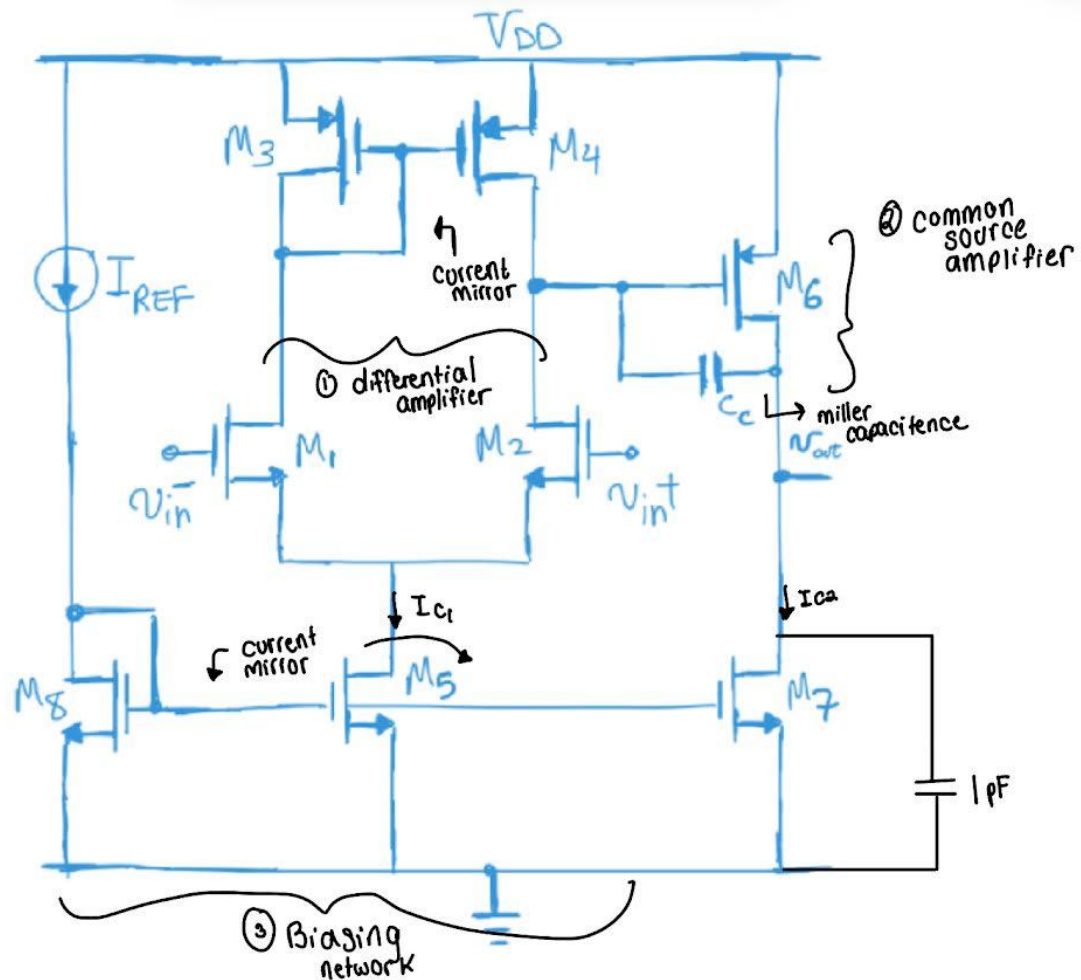 VDD
M3
M4
② common
source
amplifier
current
mirror
M6
IREF
① differential
amplifier
Cc
miller
capacitence
vout
M1
M2
vin-
vin+
Ic1
Ic2
current
mirror
M8
M5
M7
1pF
③ Biasing
network